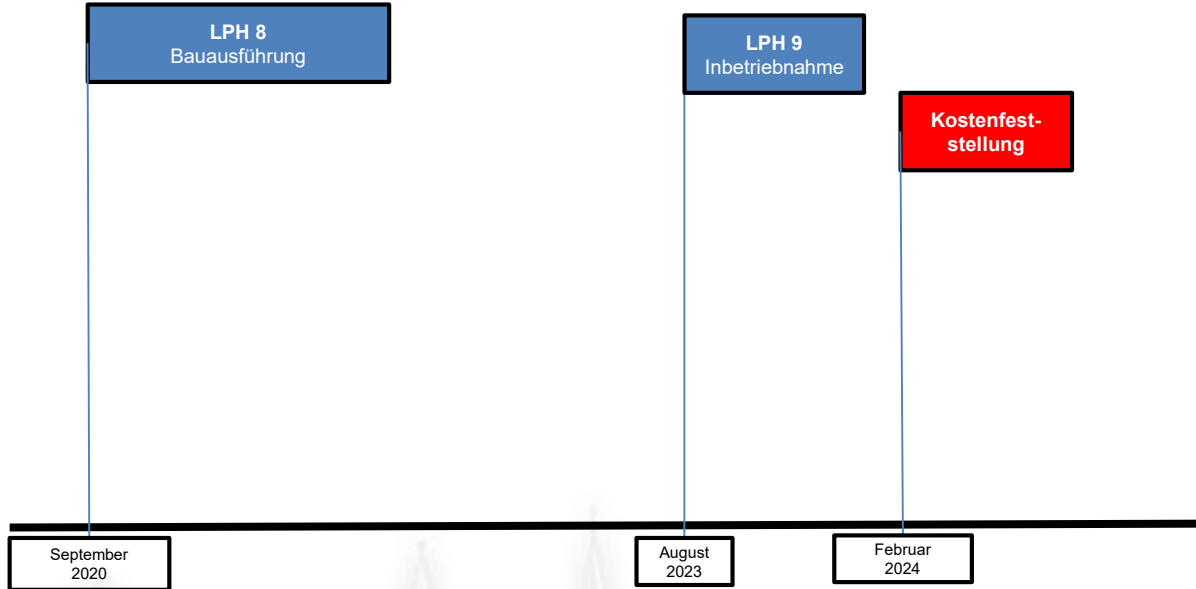 LPH 8
Bauausführung
LPH 9
Inbetriebnahme
Kostenfest-
stellung
September
2020
August
2023
Februar
2024